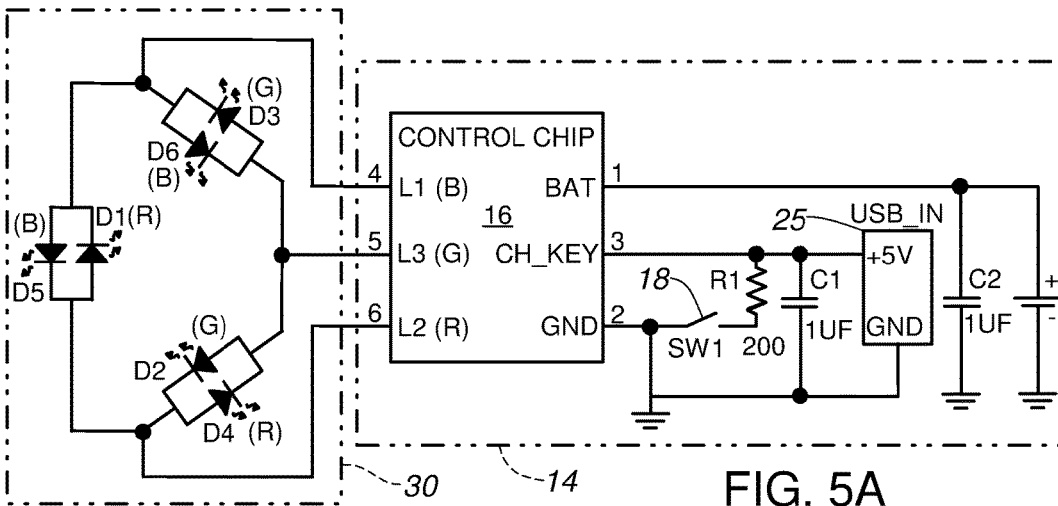 (G)
D3
D6
(B)
(B)
D1(R)
D5
(G)
D2
D4
(R)
30
CONTROL CHIP
4
L1 (B)
BAT
1
16
5
L3 (G)
CH_KEY
3
6
L2 (R)
GND
2
18
SW1
R1
200
C1
1UF
25
USB_IN
+5V
GND
C2
1UF
+
-
14
FIG. 5A